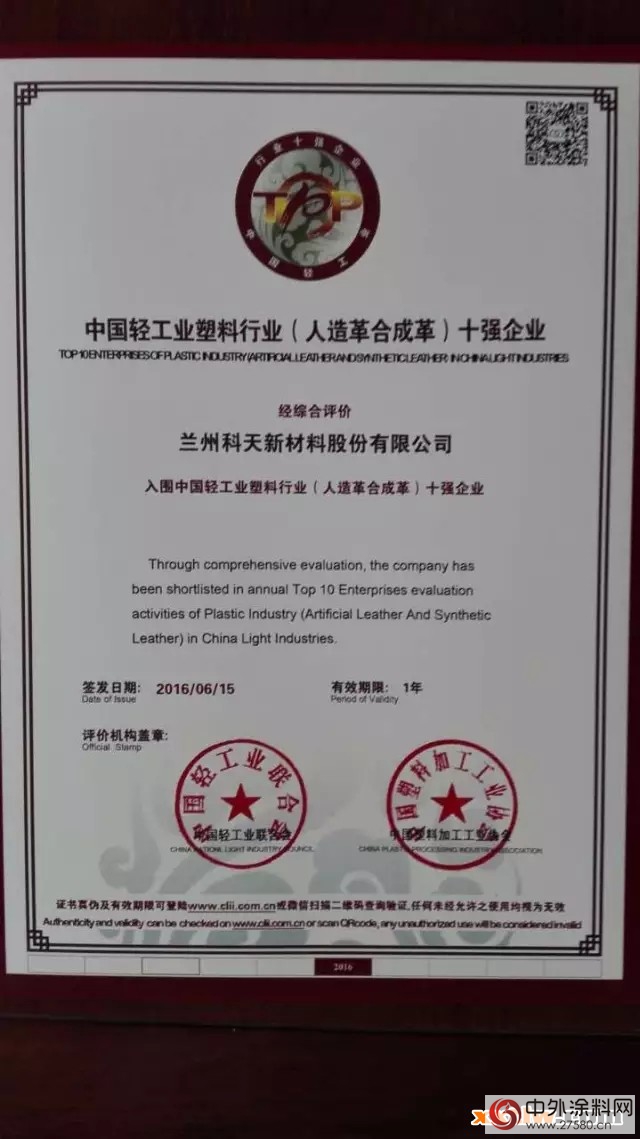 行业十强企业
TOP
中国轻工业
中国轻工业塑料行业（人造革合成革）十强企业
TOP 10 ENTERPRISES OF PLASTIC INDUSTRY (ARTIFICIAL LEATHER AND SYNTHETIC LEATHER) IN CHINA LIGHT INDUSTRIES
经综合评价
兰州科天新材料股份有限公司
入围中国轻工业塑料行业（人造革合成革）十强企业
Through comprehensive evaluation, the company has
been shortlisted in annual Top 10 Enterprises evaluation
activities of Plastic Industry (Artificial Leather And Synthetic
Leather) in China Light Industries.
签发日期: 2016/06/15 有效期限: 1年
Date of Issue Period of Validity
评价机构盖章:
Official Stamp
中国轻工业联合会 中国塑料加工工业协会
中国轻工业联合会 中国塑料加工工业协会
CHINA NATIONL LIGHT INDUSTRY COUNCIL CHINA PLASTIC PROCESSING INDUSTRY ASSOCIATION
证书真伪及有效期限可登陆www.clii.com.cn或微信扫描二维码查询验证,任何未经允许之使用均视为无效
Authenticity and validity can be checked on www.clii.com.cn or scan QRcode, any unauthorized use will be considered invalid
2016
中外涂料网
www.27580.cn